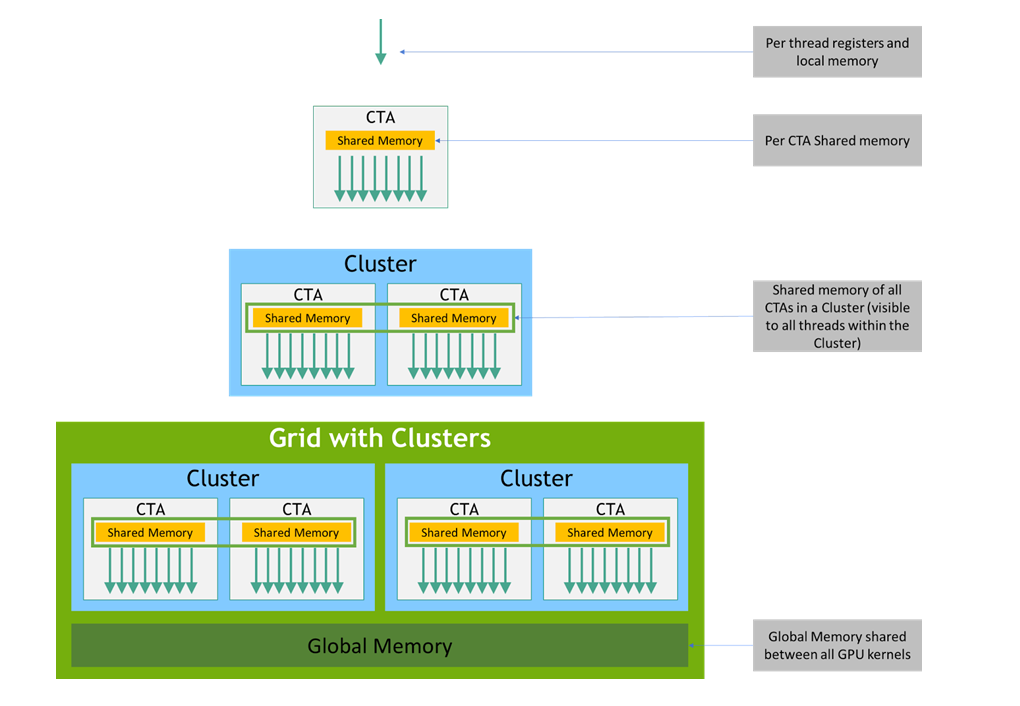 Per thread registers and
local memory
CTA
Shared Memory
Per CTA Shared memory
Cluster
CTA
CTA
Shared Memory
Shared Memory
Shared memory of all
CTAs in a Cluster (visible
to all threads within the
Cluster)
Grid with Clusters
Cluster
Cluster
CTA
CTA
CTA
CTA
Shared Memory
Shared Memory
Shared Memory
Shared Memory
Global Memory
Global Memory shared
between all GPU kernels